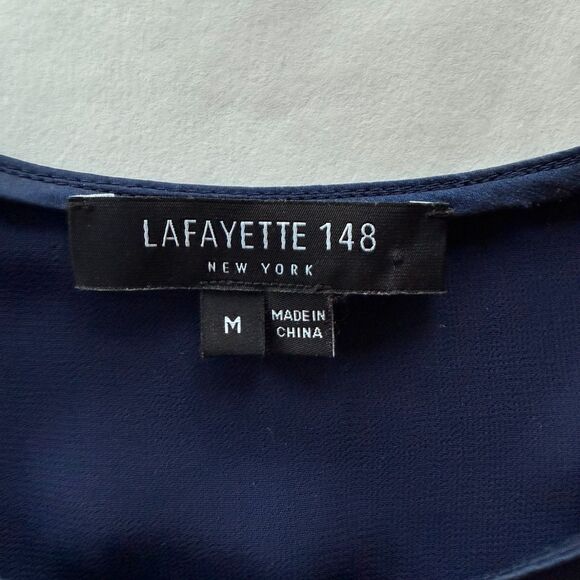 LAFAYETTE 148
NEW YORK
M
MADE IN
CHINA